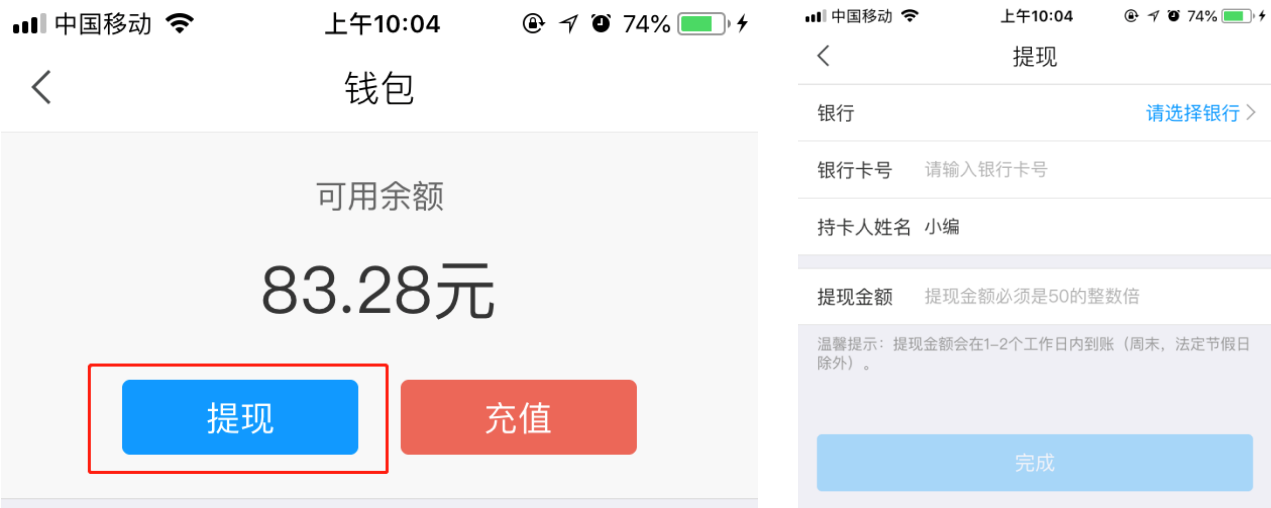 中国移动
上午10:04
74%
钱包
可用余额
83.28元
提现
充值
中国移动
上午10:04
74%
提现
银行
请选择银行
银行卡号
请输入银行卡号
持卡人姓名
小编
提现金额
提现金额必须是50的整数倍
温馨提示：提现金额会在1-2个工作日内到账（周末，法定节假日
除外）。
完成